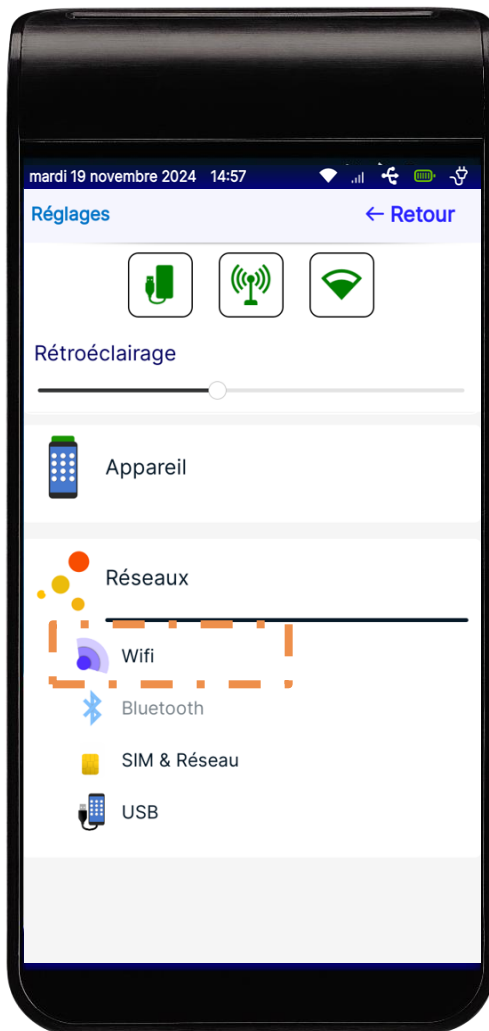 mardi 19 novembre 2024 14:57
Réglages
← Retour
Rétroéclairage
Appareil
Réseaux
Wifi
Bluetooth
SIM & Réseau
USB